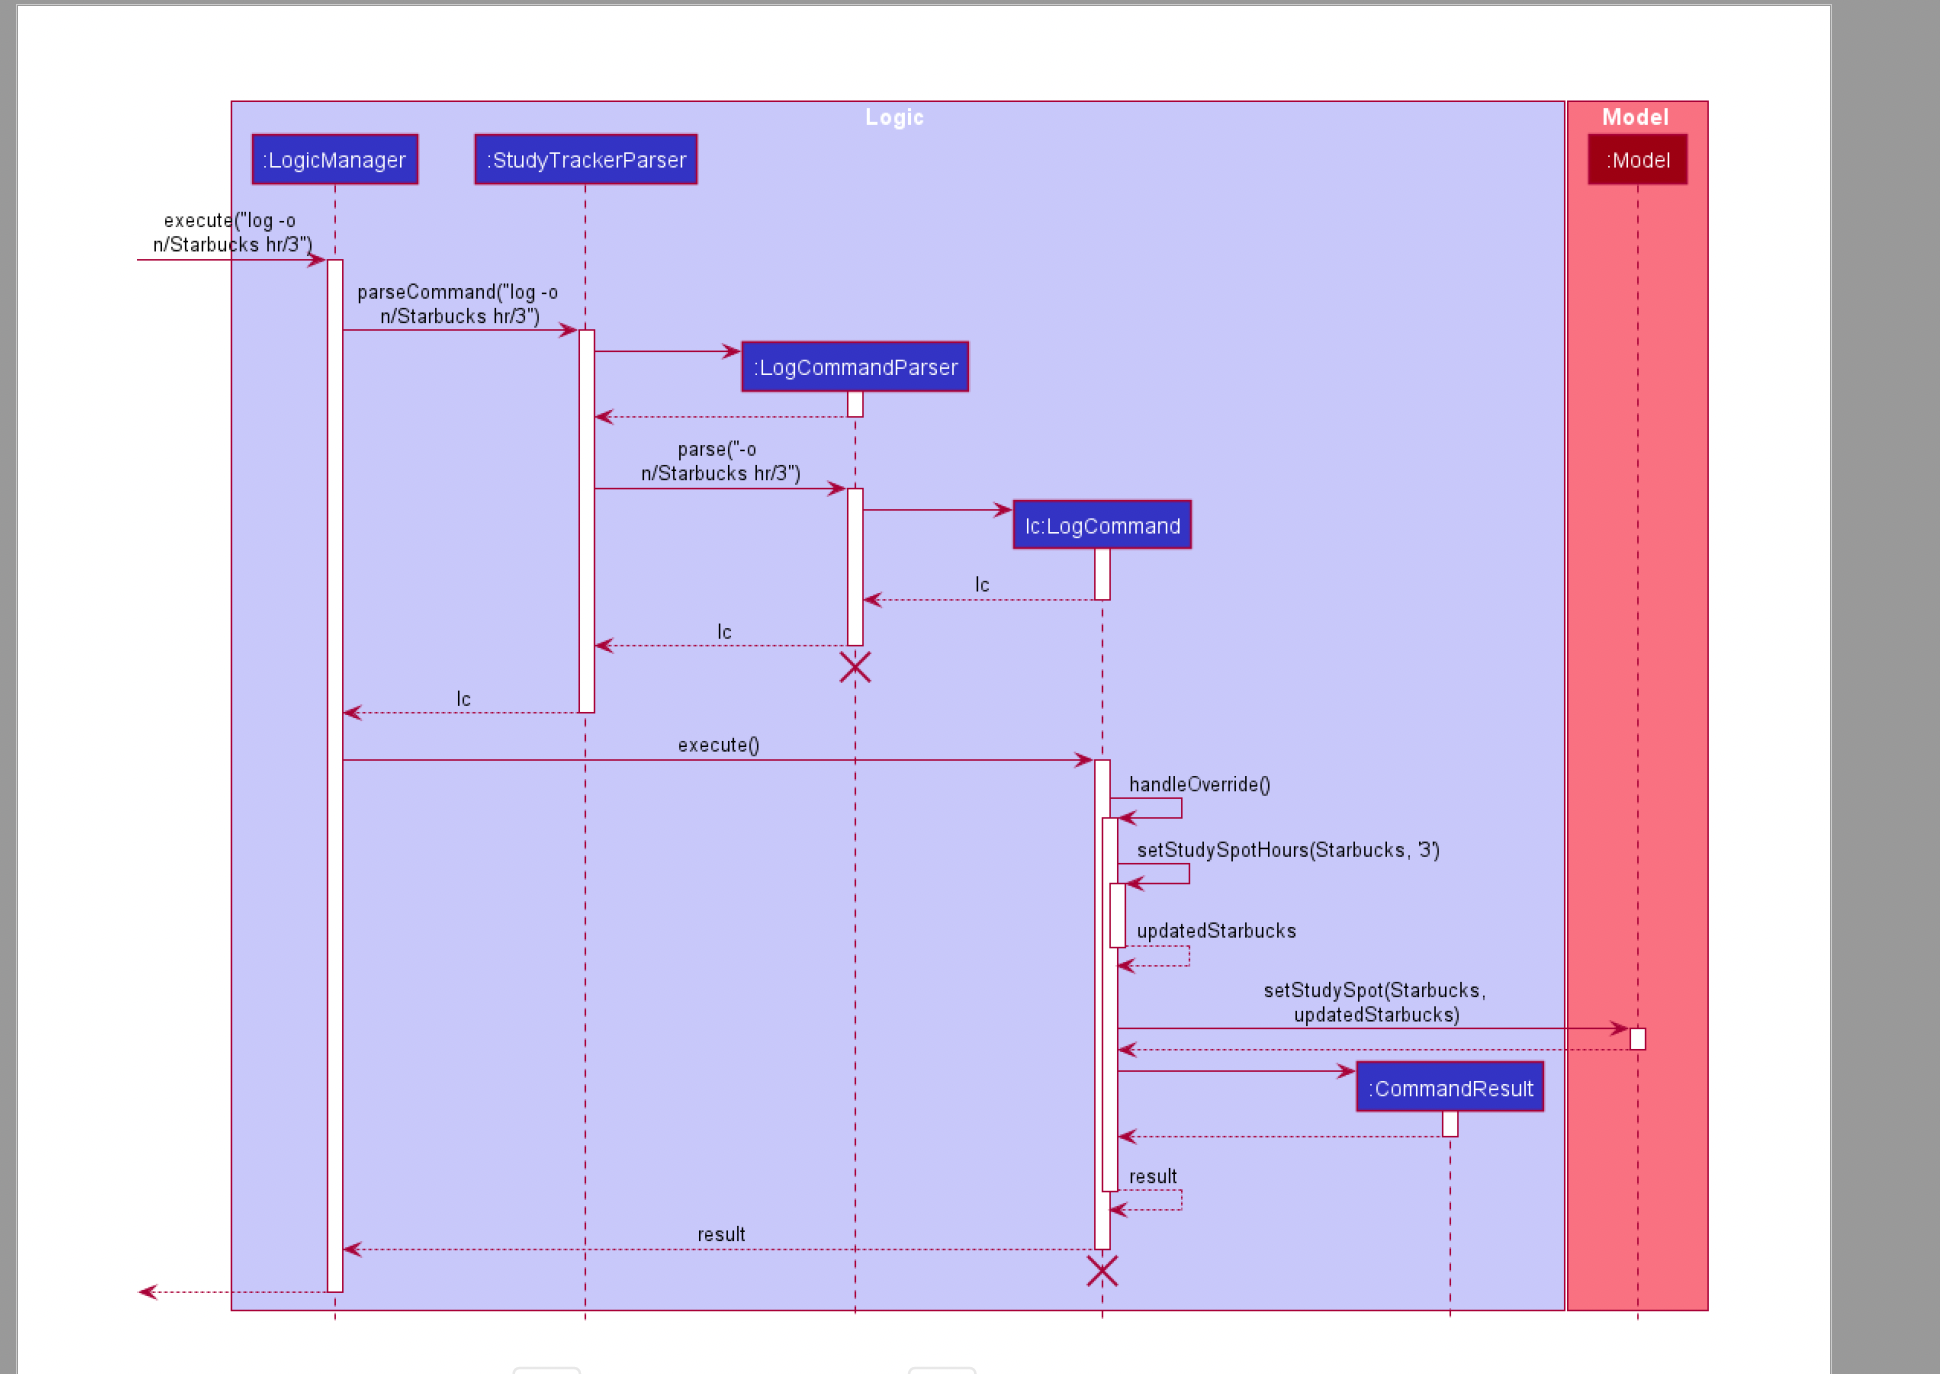 Logic
Model
:LogicManager
:StudyTrackerParser
:Model
execute("log -o
n/Starbucks hr/3")
parseCommand("log -o
n/Starbucks hr/3")
:LogCommandParser
parse("-o
n/Starbucks hr/3")
lc:LogCommand
lc
lc
lc
execute()
handleOverride()
setStudySpotHours(Starbucks, '3')
updatedStarbucks
setStudySpot(Starbucks,
updatedStarbucks)
:CommandResult
result
result